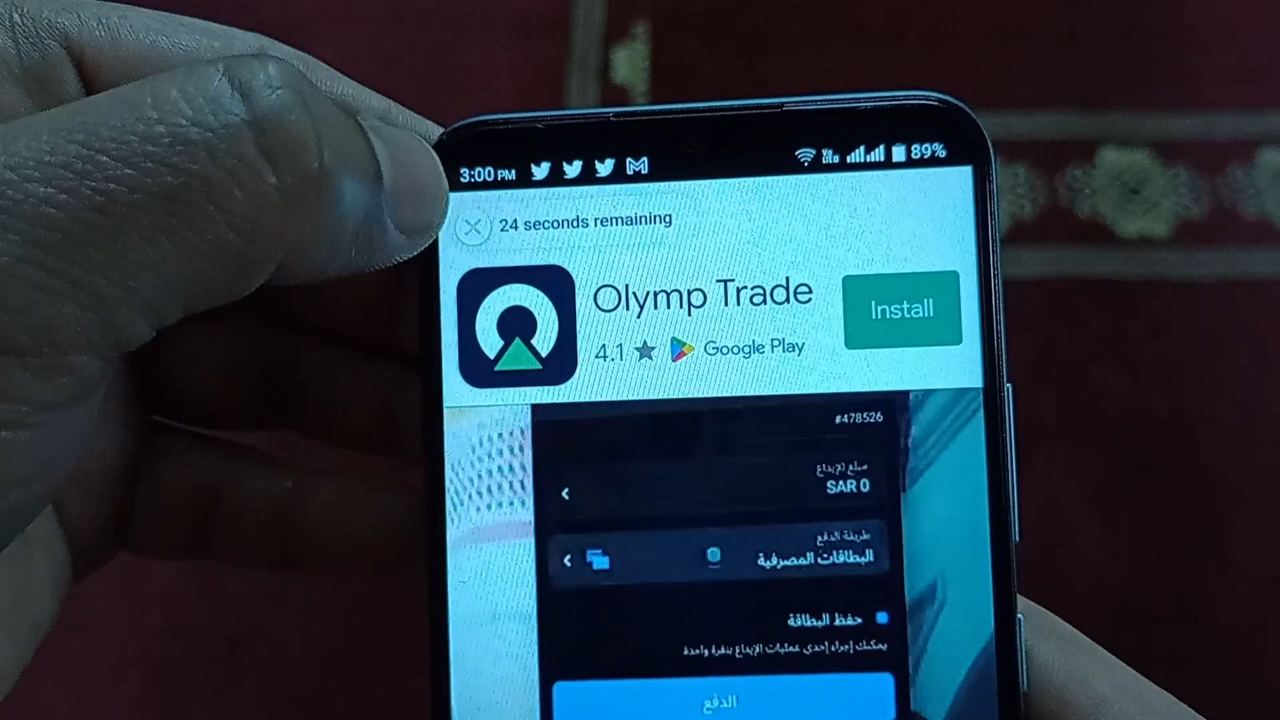 3:00 PM 89%
24 seconds remaining
Olymp Trade
Install
4.1 ★ Google Play
#478526
مبلغ الإيداع
SAR 0
طريقة الدفع
البطاقات المصرفية
حفظ البطاقة
يمكنك إجراء إحدى عمليات الإيداع بنقرة واحدة
الدفع